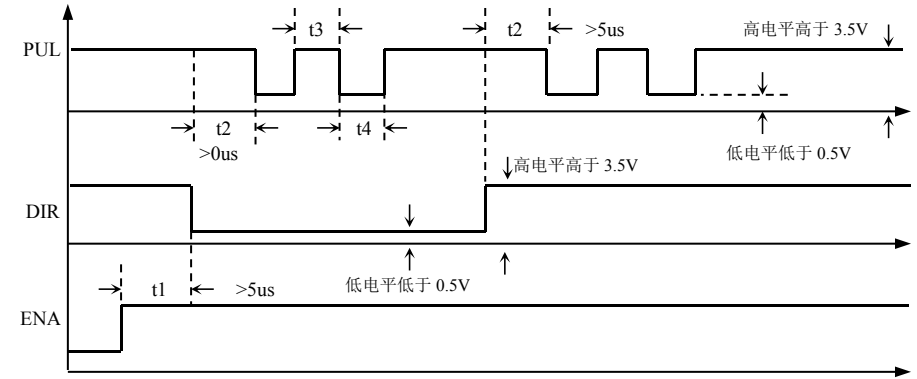 t3
t2
>5us
高电平高于 3.5V
PUL
t2
>0us
t4
低电平低于 0.5V
高电平高于 3.5V
DIR
低电平低于 0.5V
t1
>5us
ENA